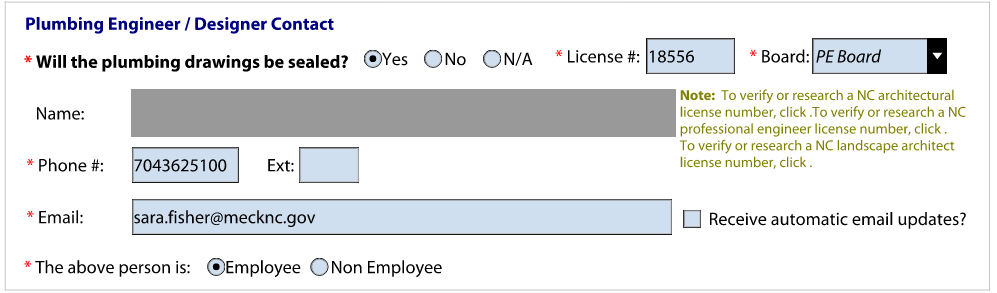 Plumbing Engineer / Designer Contact
* Will the plumbing drawings be sealed? Yes No N/A * License #: 18556 * Board: PE Board
Name:
Note: To verify or research a NC architectural
license number, click .To verify or research a NC
professional engineer license number, click .
To verify or research a NC landscape architect
license number, click .
* Phone #: 7043625100 Ext:
* Email: sara.fisher@mecknc.gov Receive automatic email updates?
* The above person is: Employee Non Employee